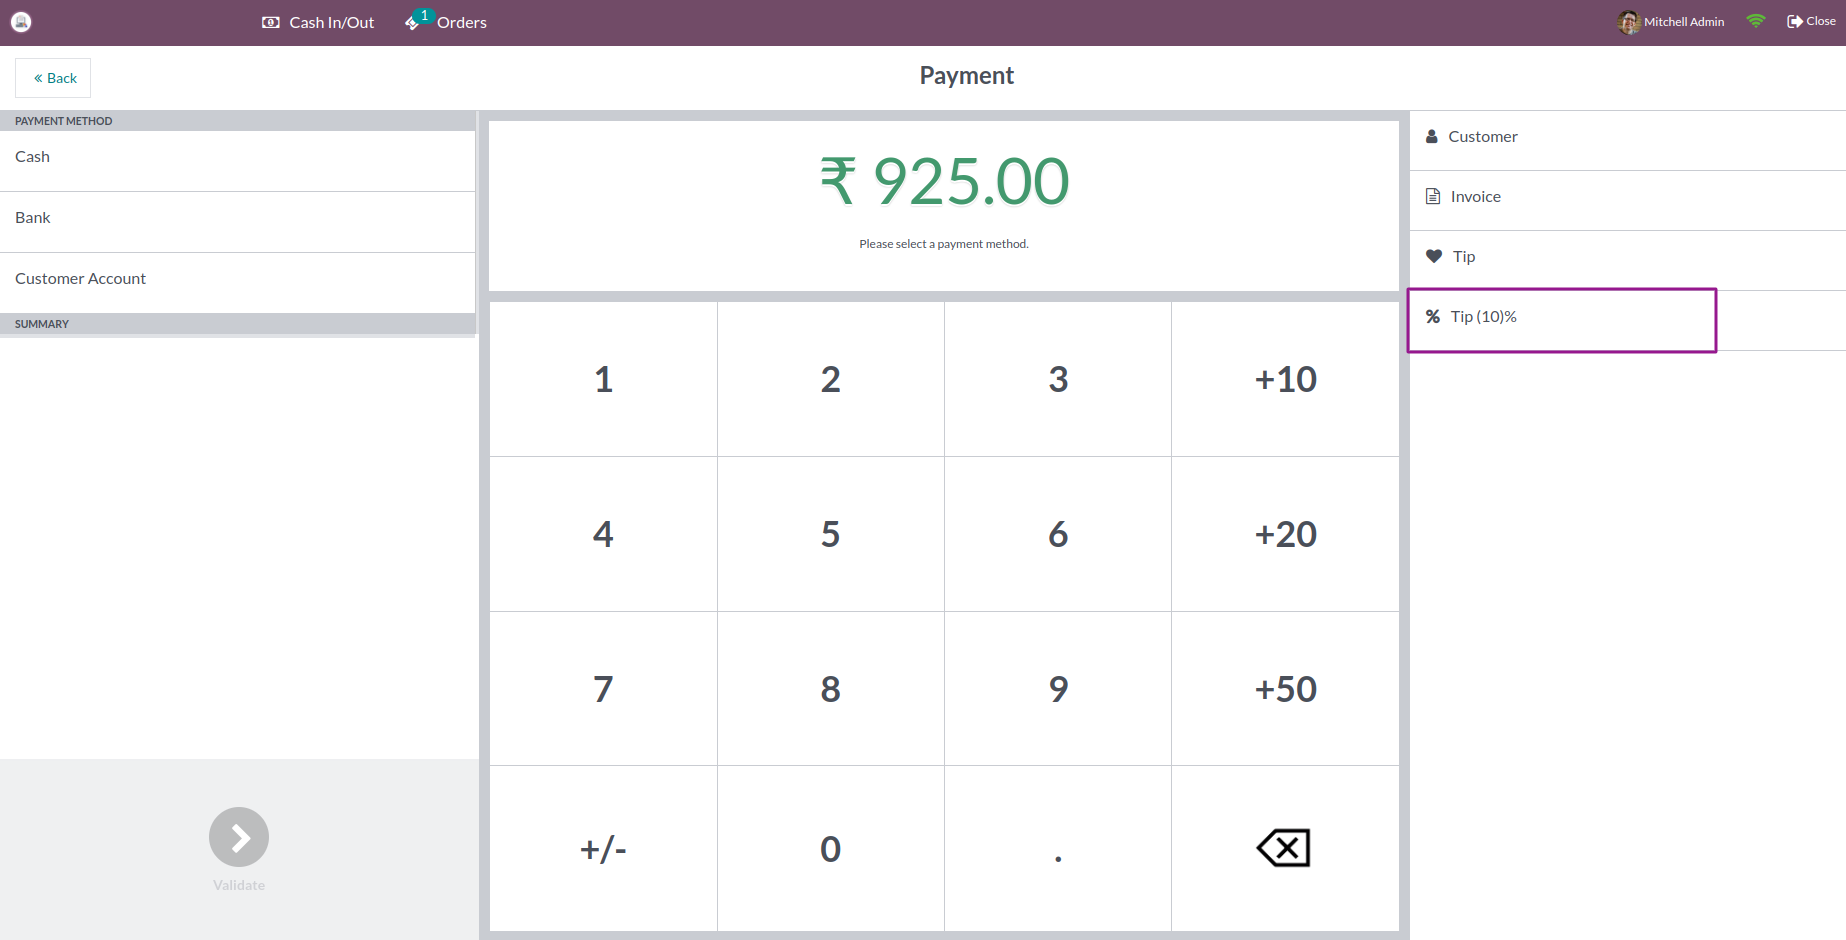 Cash In/Out
1
Orders
Mitchell Admin
Close
« Back
Payment
PAYMENT METHOD
Cash
Bank
Customer Account
SUMMARY
Validate
₹ 925.00
Please select a payment method.
1 2 3 +10
4 5 6 +20
7 8 9 +50
+/- 0 .
Customer
Invoice
Tip
% Tip (10)%